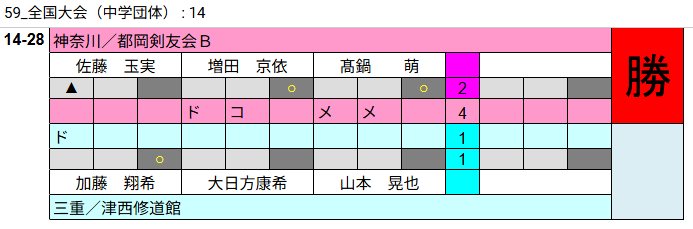 59_全国大会（中学団体）: 14
14-28 神奈川／都岡剣友会Ｂ
佐藤　玉実 増田　京依 髙鍋　萌 勝
▲ ○ ○ 2
ド コ メ メ 4
ド 1
○ 1
加藤　翔希 大日方康希 山本　晃也
三重／津西修道館